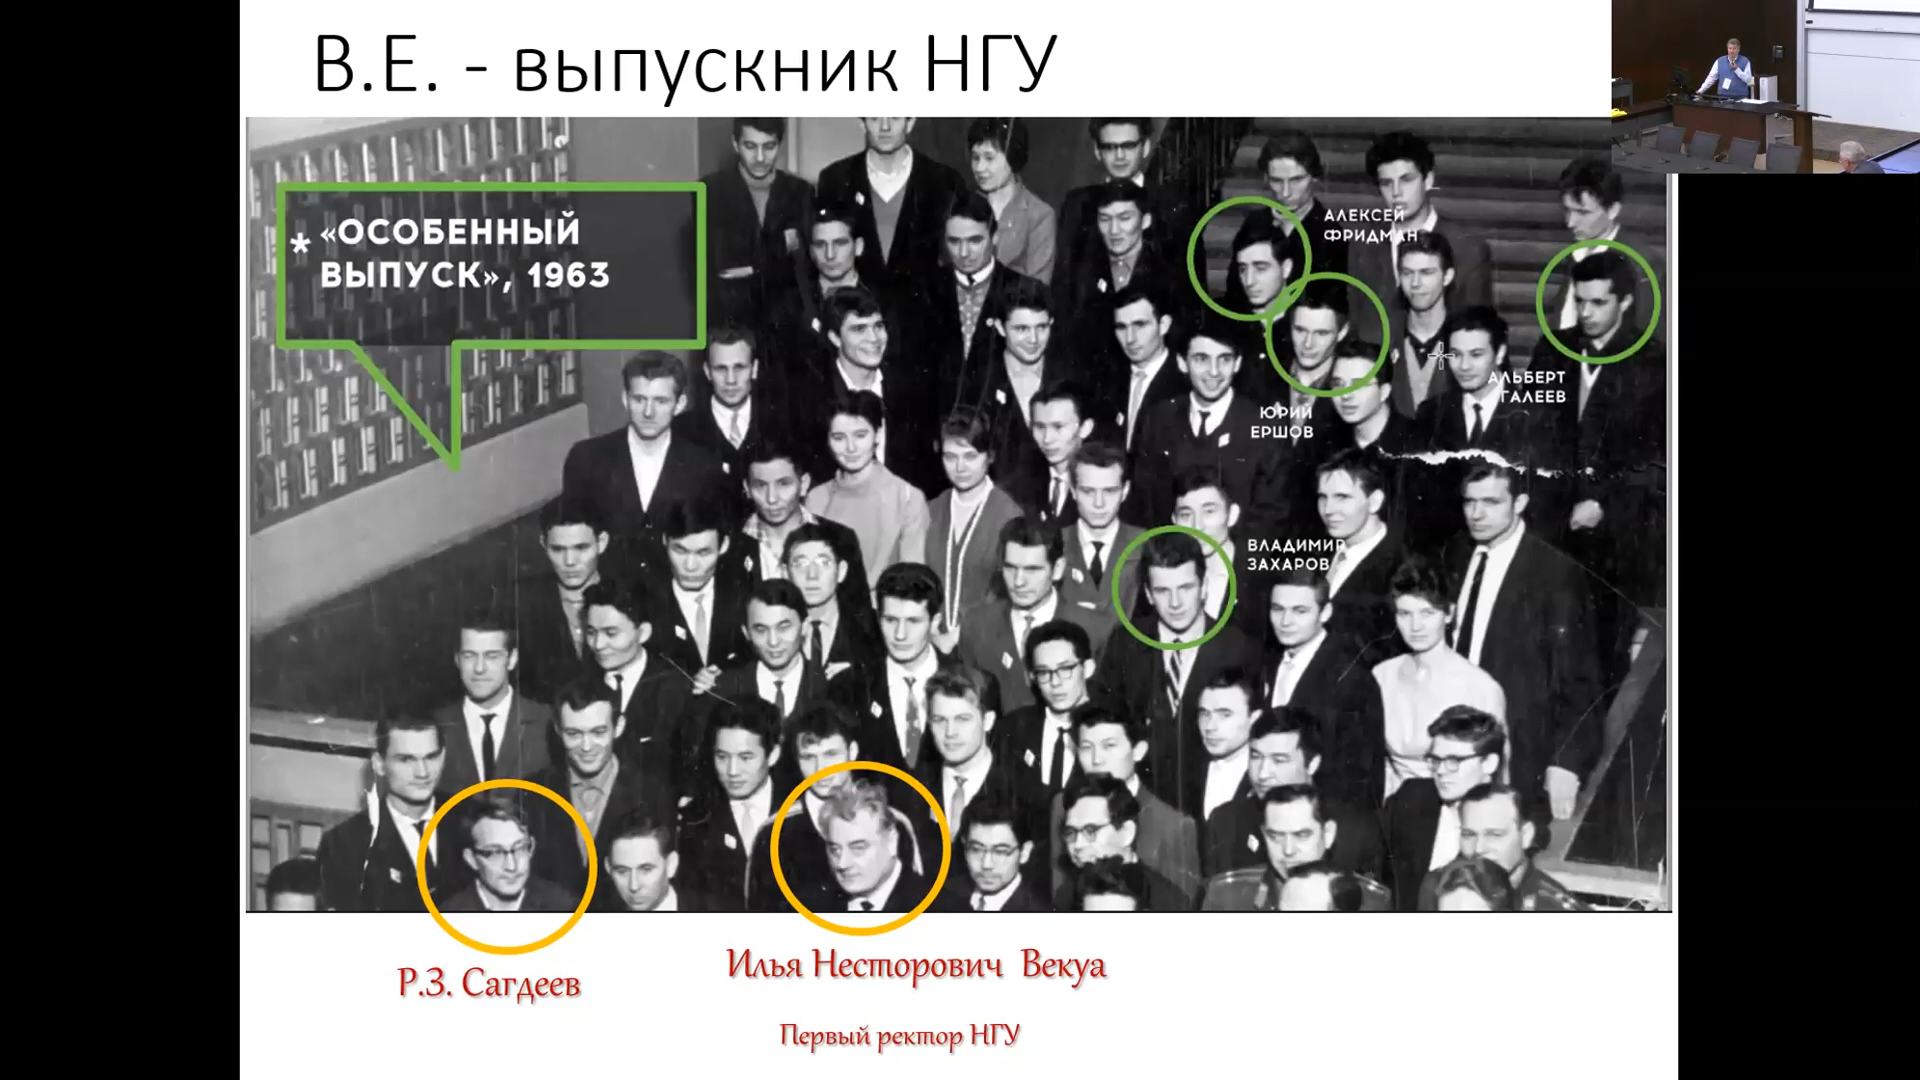 В.Е. - выпускник НГУ
* «ОСОБЕННЫЙ
ВЫПУСК», 1963
АЛЕКСЕЙ
ФРИДМАН
АЛЬБЕРТ
ГАЛЕЕВ
ЮРИЙ
ЕРШОВ
ВЛАДИМИР
ЗАХАРОВ
Р.З. Сагдеев
Илья Несторович Векуа
Первый ректор НГУ